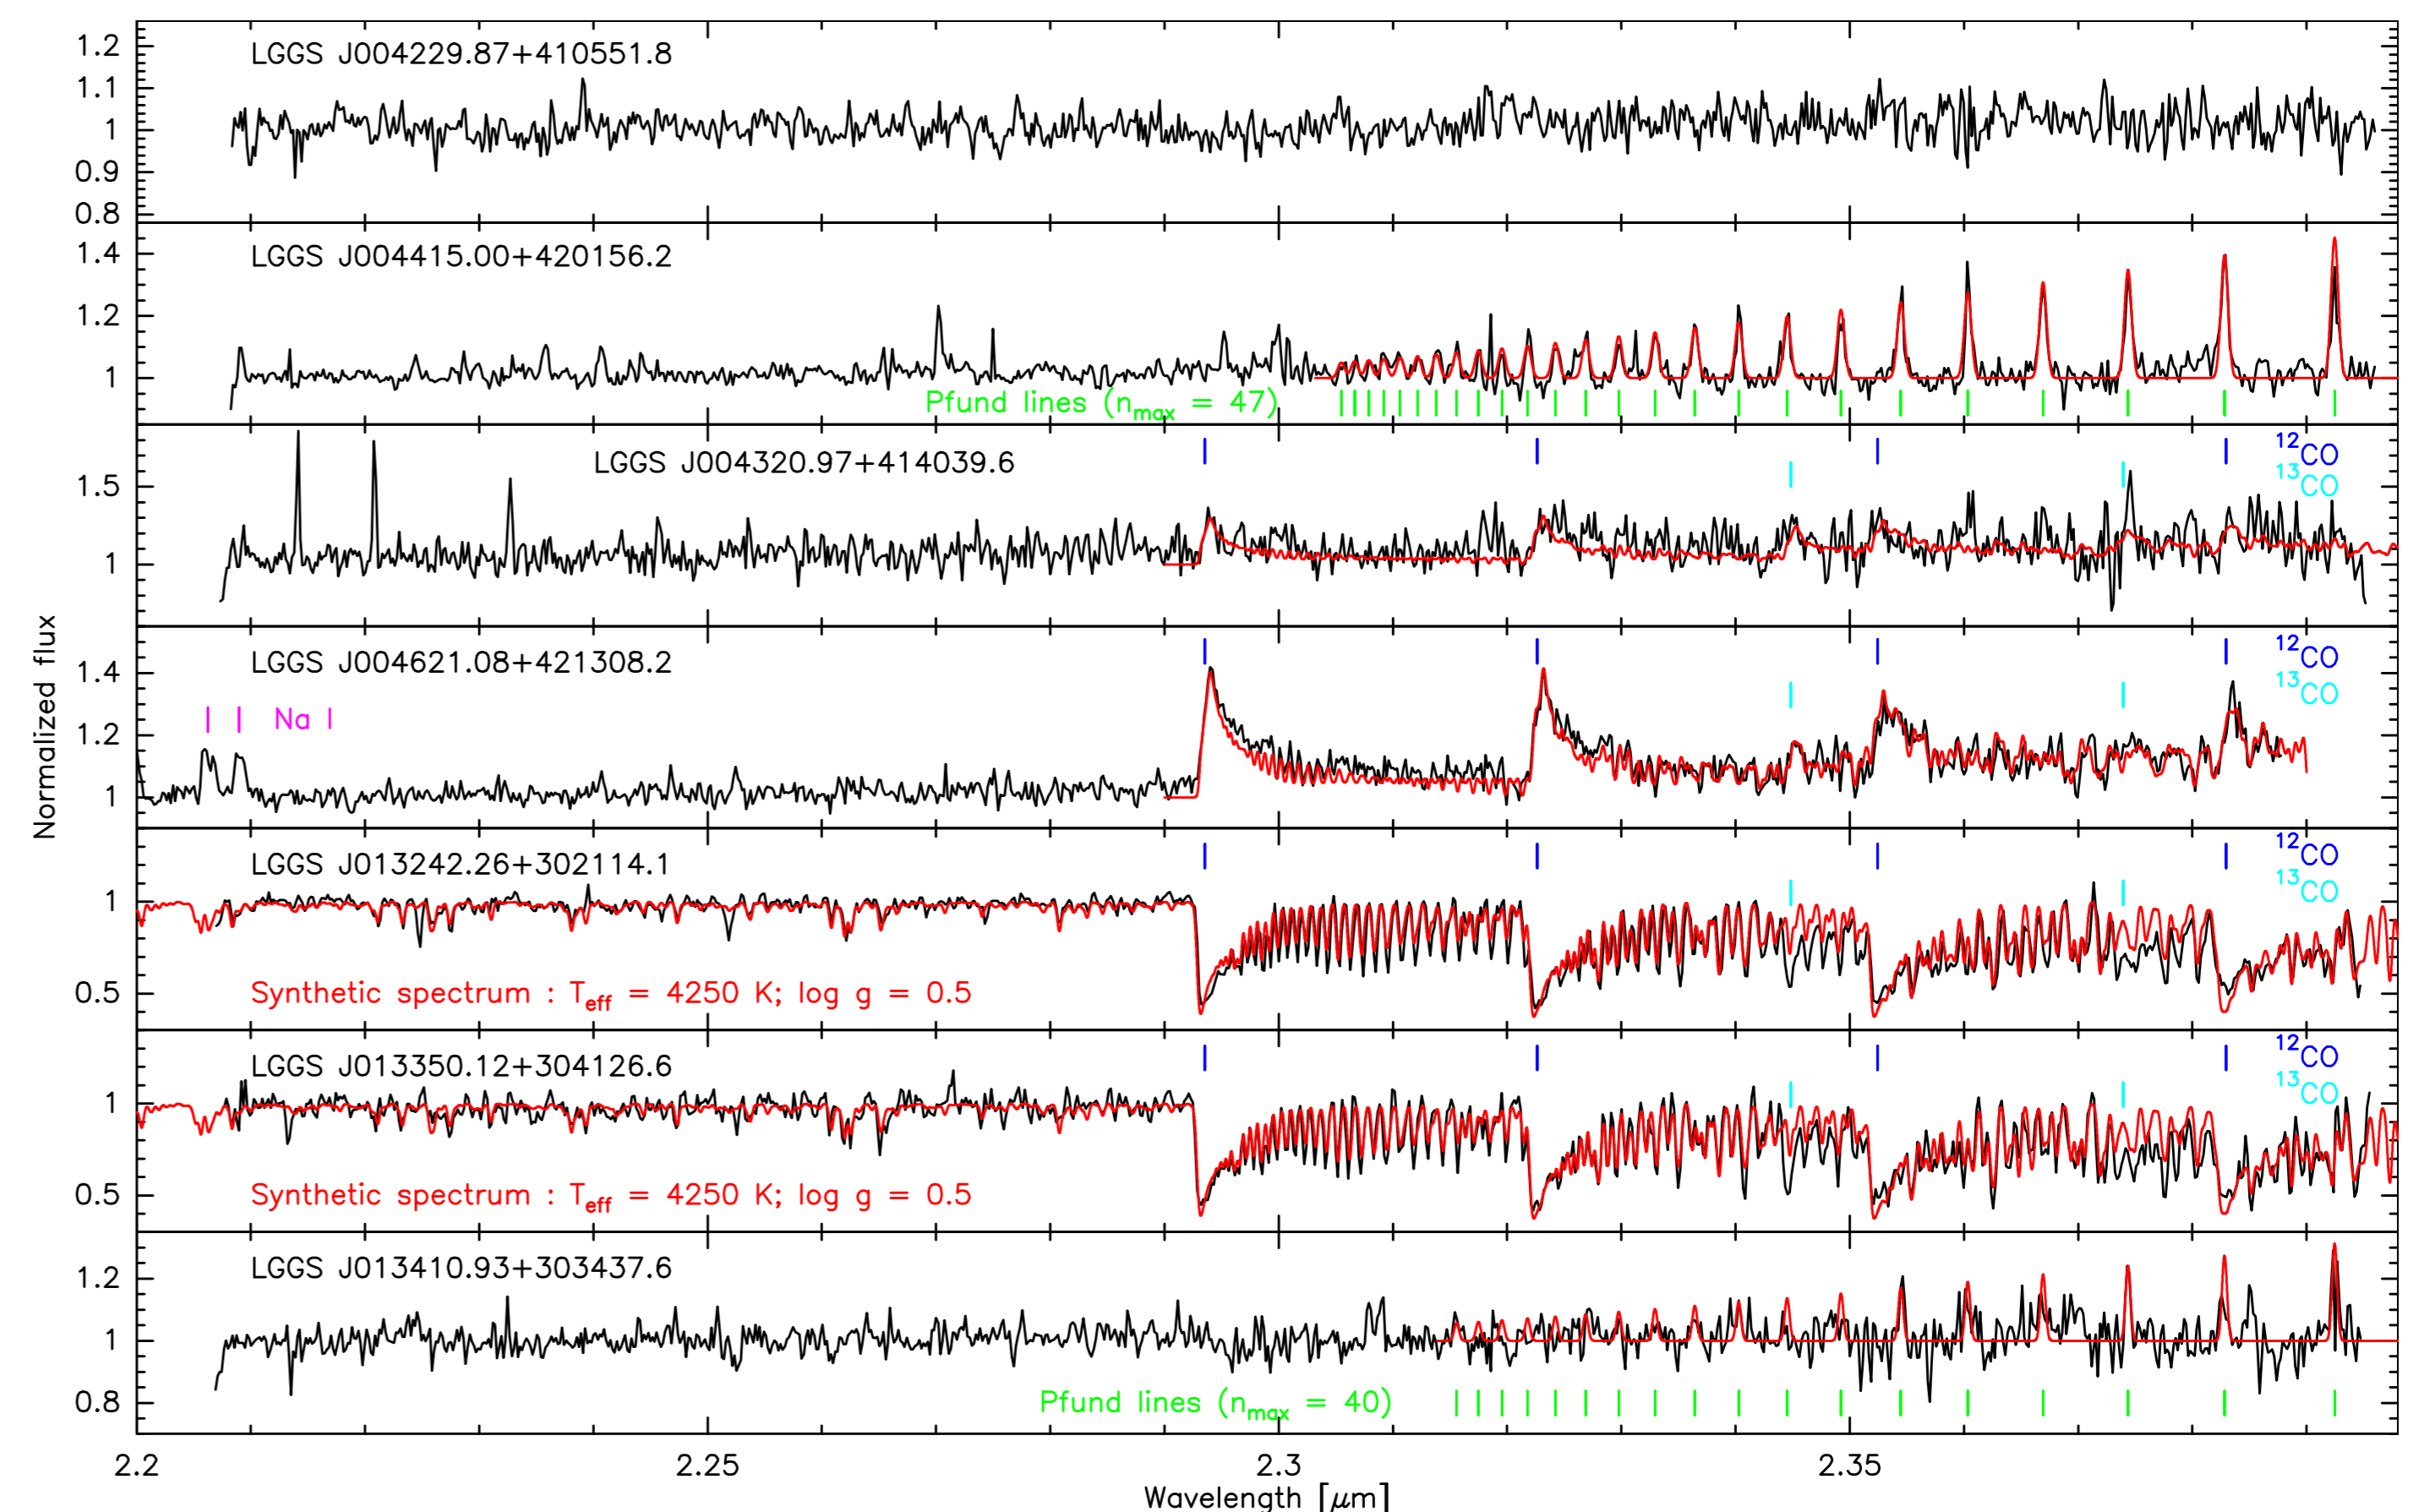 LGGS J004229.87+410551.8
1.2
1.1
1
0.9
0.8
LGGS J004415.00+420156.2
1.4
1.2
1
Pfund lines (nmax = 47)
LGGS J004320.97+414039.6
12CO
13CO
1.5
1
LGGS J004621.08+421308.2
12CO
13CO
1.4
Na I
1.2
1
Normalized flux
LGGS J013242.26+302114.1
12CO
13CO
1
0.5
Synthetic spectrum : Teff = 4250 K; log g = 0.5
LGGS J013350.12+304126.6
12CO
13CO
1
0.5
Synthetic spectrum : Teff = 4250 K; log g = 0.5
LGGS J013410.93+303437.6
1.2
1
0.8
Pfund lines (nmax = 40)
2.2 2.25 2.3 2.35
Wavelength [μm]